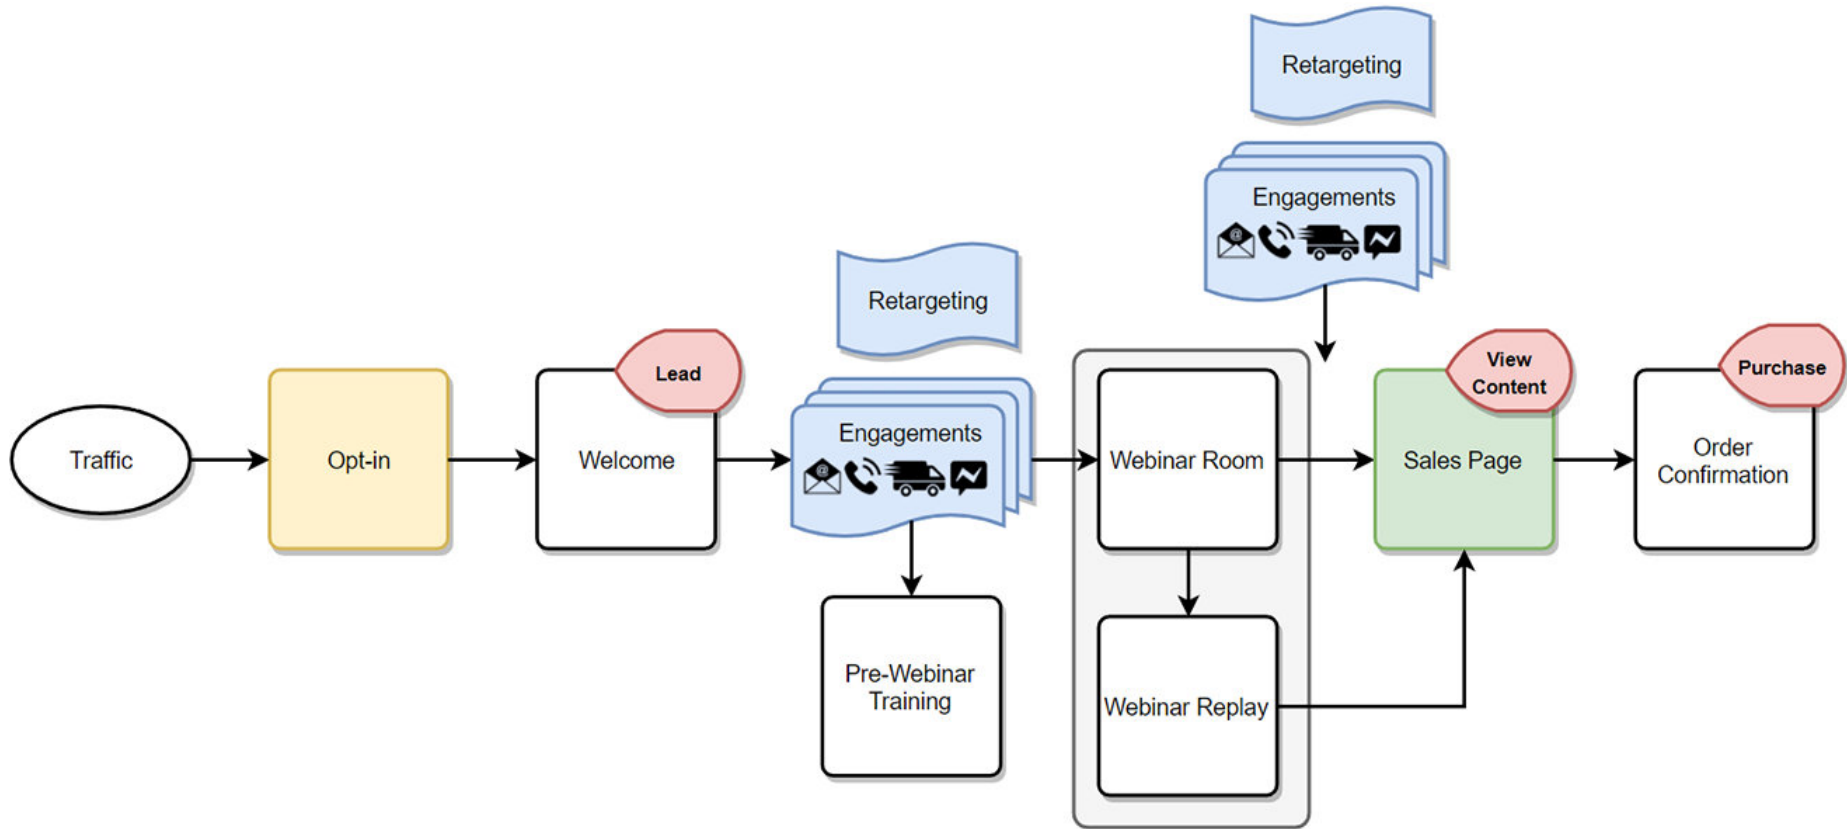 Retargeting
Engagements
@
Retargeting
Lead
View
Content
Purchase
Traffic
Opt-in
Welcome
Engagements
@
Webinar Room
Sales Page
Order
Confirmation
Pre-Webinar
Training
Webinar Replay